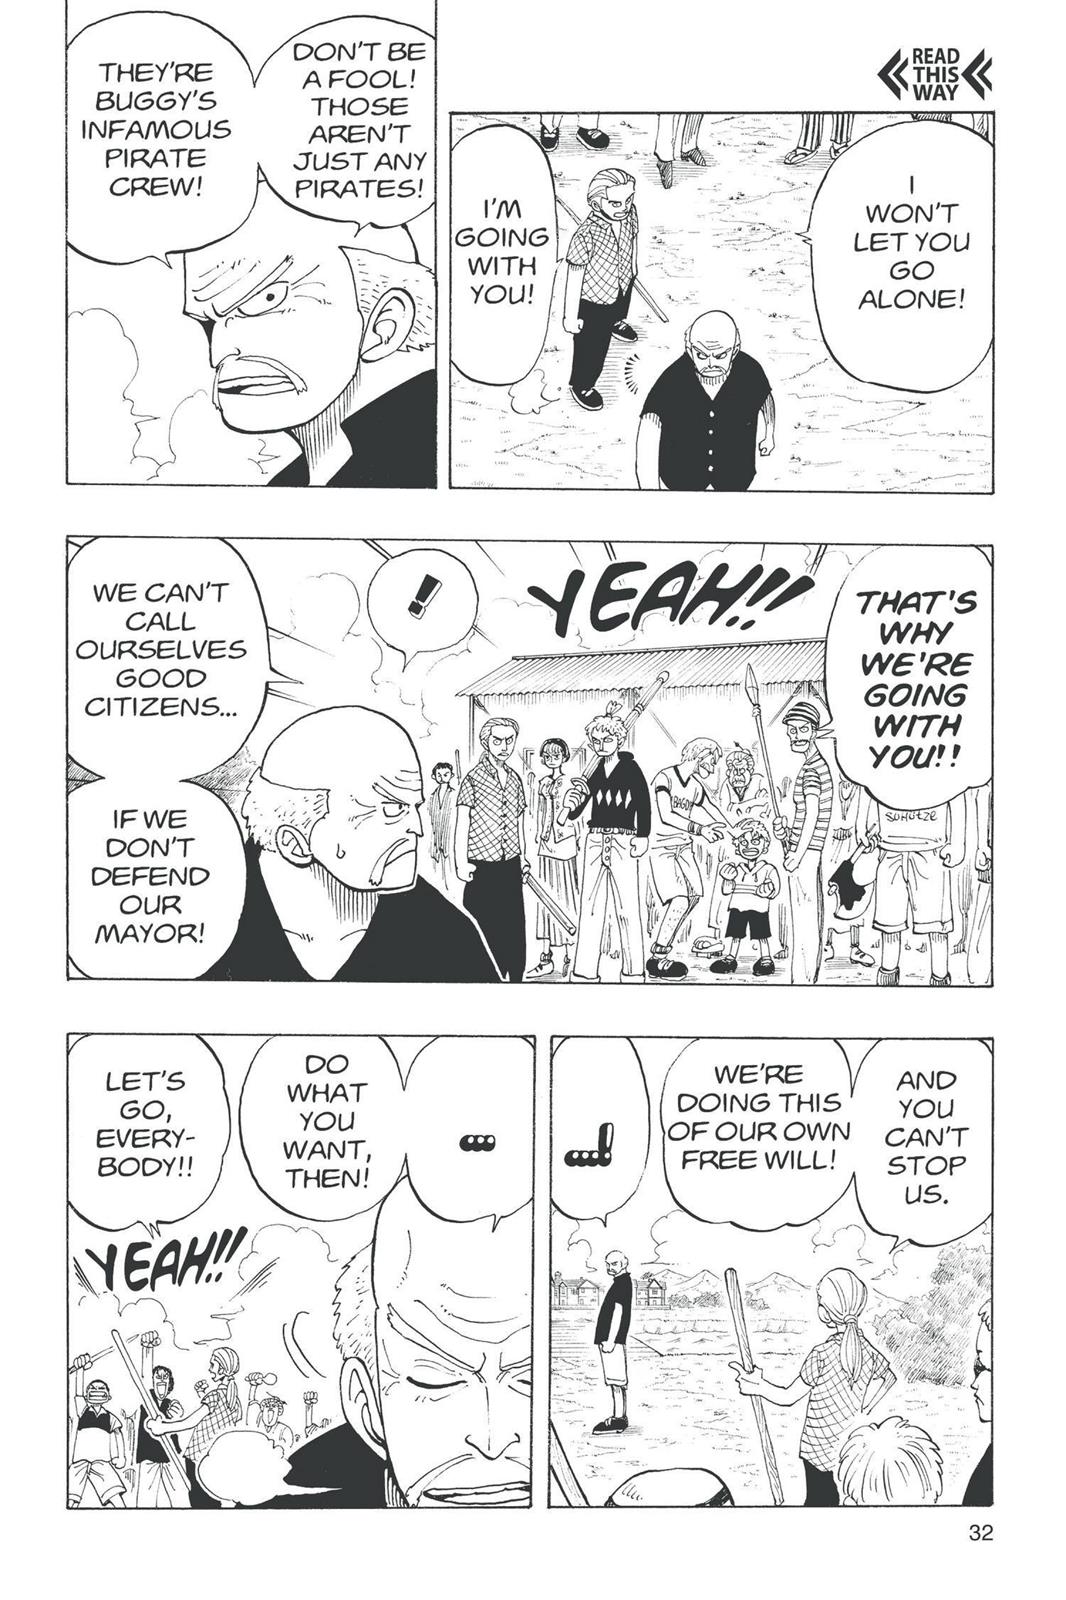 READ
THIS
WAY
I
WON'T
LET YOU
GO
ALONE!
I'M
GOING
WITH
YOU!
DON'T BE
A FOOL!
THOSE
AREN'T
JUST ANY
PIRATES!
THEY'RE
BUGGY'S
INFAMOUS
PIRATE
CREW!
THAT'S
WHY
WE'RE
GOING
WITH
YOU!!
YEAH!!
BAGDI
SCHÜTZE
!
WE CAN'T
CALL
OURSELVES
GOOD
CITIZENS...
IF WE
DON'T
DEFEND
OUR
MAYOR!
AND
YOU
CAN'T
STOP
US.
WE'RE
DOING THIS
OF OUR OWN
FREE WILL!
...!
...
DO
WHAT
YOU
WANT,
THEN!
LET'S
GO,
EVERY-
BODY!!
YEAH!!
32